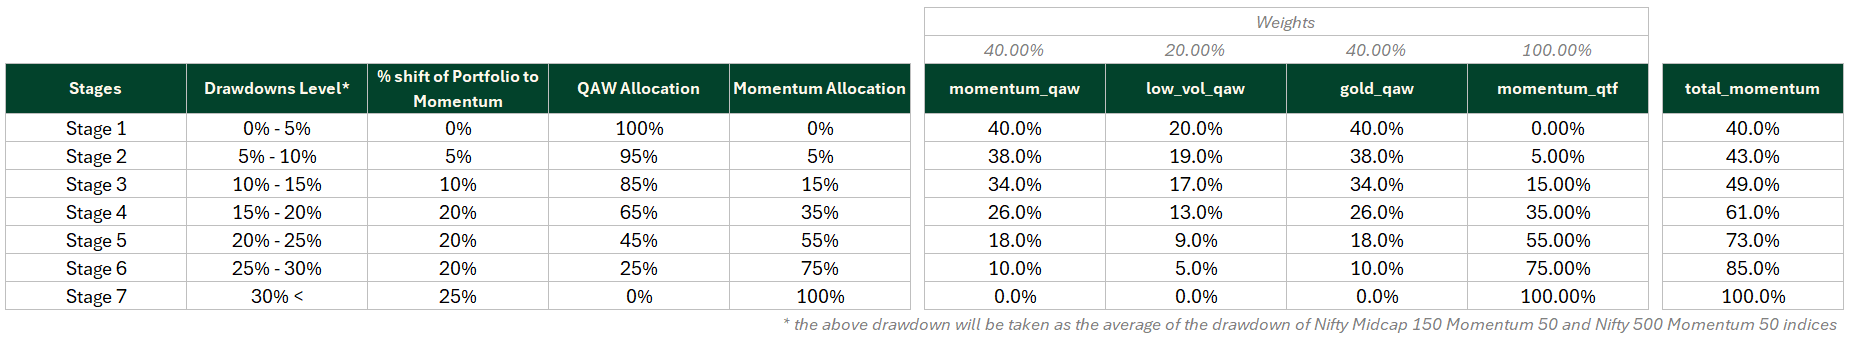 Weights
40.00% 20.00% 40.00% 100.00%
Stages Drawdowns Level* % shift of Portfolio to Momentum QAW Allocation Momentum Allocation momentum_qaw low_vol_qaw gold_qaw momentum_qtf total_momentum
Stage 1 0% - 5% 0% 100% 0% 40.0% 20.0% 40.0% 0.00% 40.0%
Stage 2 5% - 10% 5% 95% 5% 38.0% 19.0% 38.0% 5.00% 43.0%
Stage 3 10% - 15% 10% 85% 15% 34.0% 17.0% 34.0% 15.00% 49.0%
Stage 4 15% - 20% 20% 65% 35% 26.0% 13.0% 26.0% 35.00% 61.0%
Stage 5 20% - 25% 20% 45% 55% 18.0% 9.0% 18.0% 55.00% 73.0%
Stage 6 25% - 30% 20% 25% 75% 10.0% 5.0% 10.0% 75.00% 85.0%
Stage 7 30% < 25% 0% 100% 0.0% 0.0% 0.0% 100.00% 100.0%
* the above drawdown will be taken as the average of the drawdown of Nifty Midcap 150 Momentum 50 and Nifty 500 Momentum 50 indices